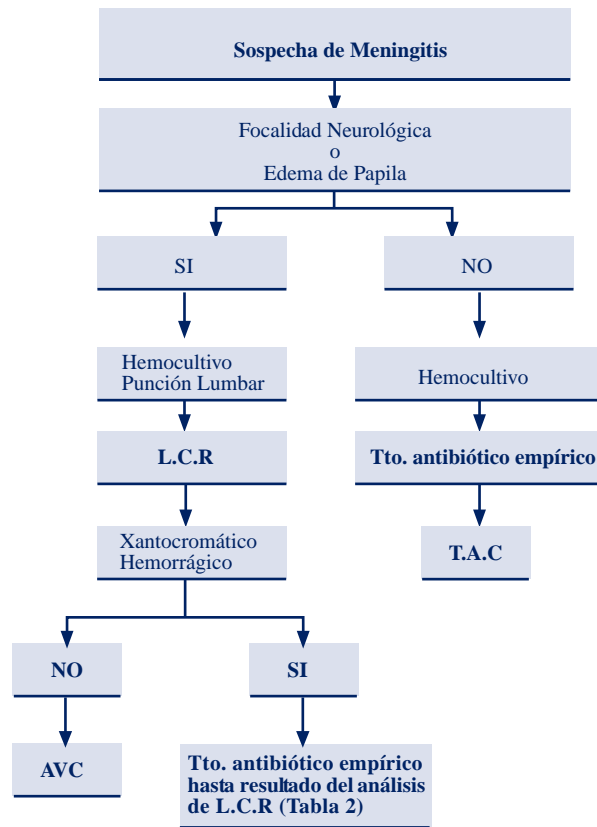 Sospecha de Meningitis
Focalidad Neurológica
o
Edema de Papila
SI
NO
Hemocultivo
Punción Lumbar
Hemocultivo
L.C.R
Tto. antibiótico empírico
Xantocromático
Hemorrágico
T.A.C
NO
SI
AVC
Tto. antibiótico empírico
hasta resultado del análisis
de L.C.R (Tabla 2)